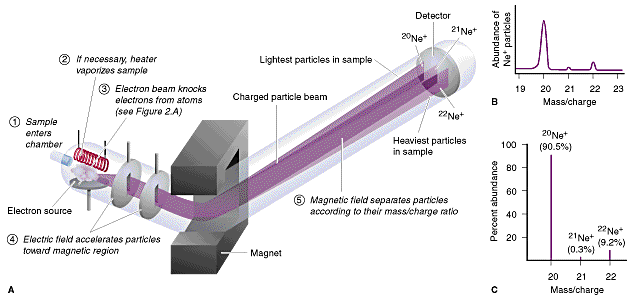 ② If necessary, heater
vaporizes sample
③ Electron beam knocks
electrons from atoms
(see Figure 2.A)
① Sample
enters
chamber
Electron source
④ Electric field accelerates particles
toward magnetic region
Lightest particles in sample
Charged particle beam
Detector
²⁰Ne⁺
²¹Ne⁺
²²Ne⁺
Heaviest particles
in sample
⑤ Magnetic field separates particles
according to their mass/charge ratio
Magnet
A
Abundance of
Ne⁺ particles
19 20 21 22 23
Mass/charge
B
Percent abundance
100
80
60
40
20
²⁰Ne⁺
(90.5%)
²¹Ne⁺
(0.3%)
²²Ne⁺
(9.2%)
20 21 22
Mass/charge
C